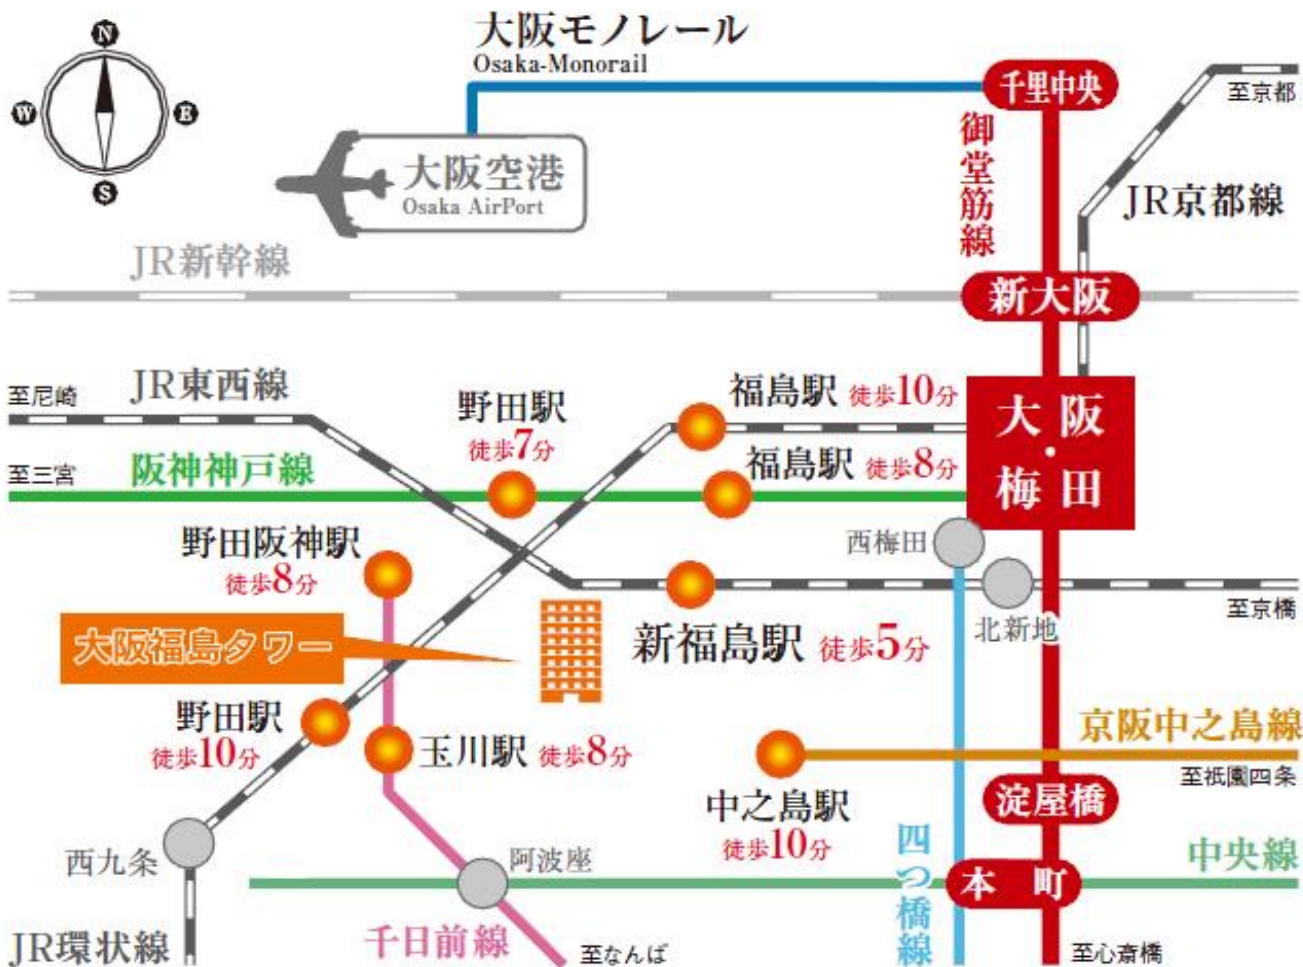 N
W
E
S
大阪モノレール
Osaka-Monorail
千里中央
至京都
御堂筋線
大阪空港
Osaka AirPort
JR京都線
JR新幹線
新大阪
JR東西線
至尼崎
野田駅
徒歩7分
福島駅 徒歩10分
大阪
・
梅田
至三宮
阪神神戸線
福島駅 徒歩8分
野田阪神駅
徒歩8分
西梅田
北新地
至京橋
大阪福島タワー
新福島駅 徒歩5分
野田駅
徒歩10分
玉川駅 徒歩8分
京阪中之島線
至祇園四条
中之島駅
徒歩10分
淀屋橋
西九条
阿波座
四つ橋線
中央線
本町
JR環状線
千日前線
至なんば
至心斎橋